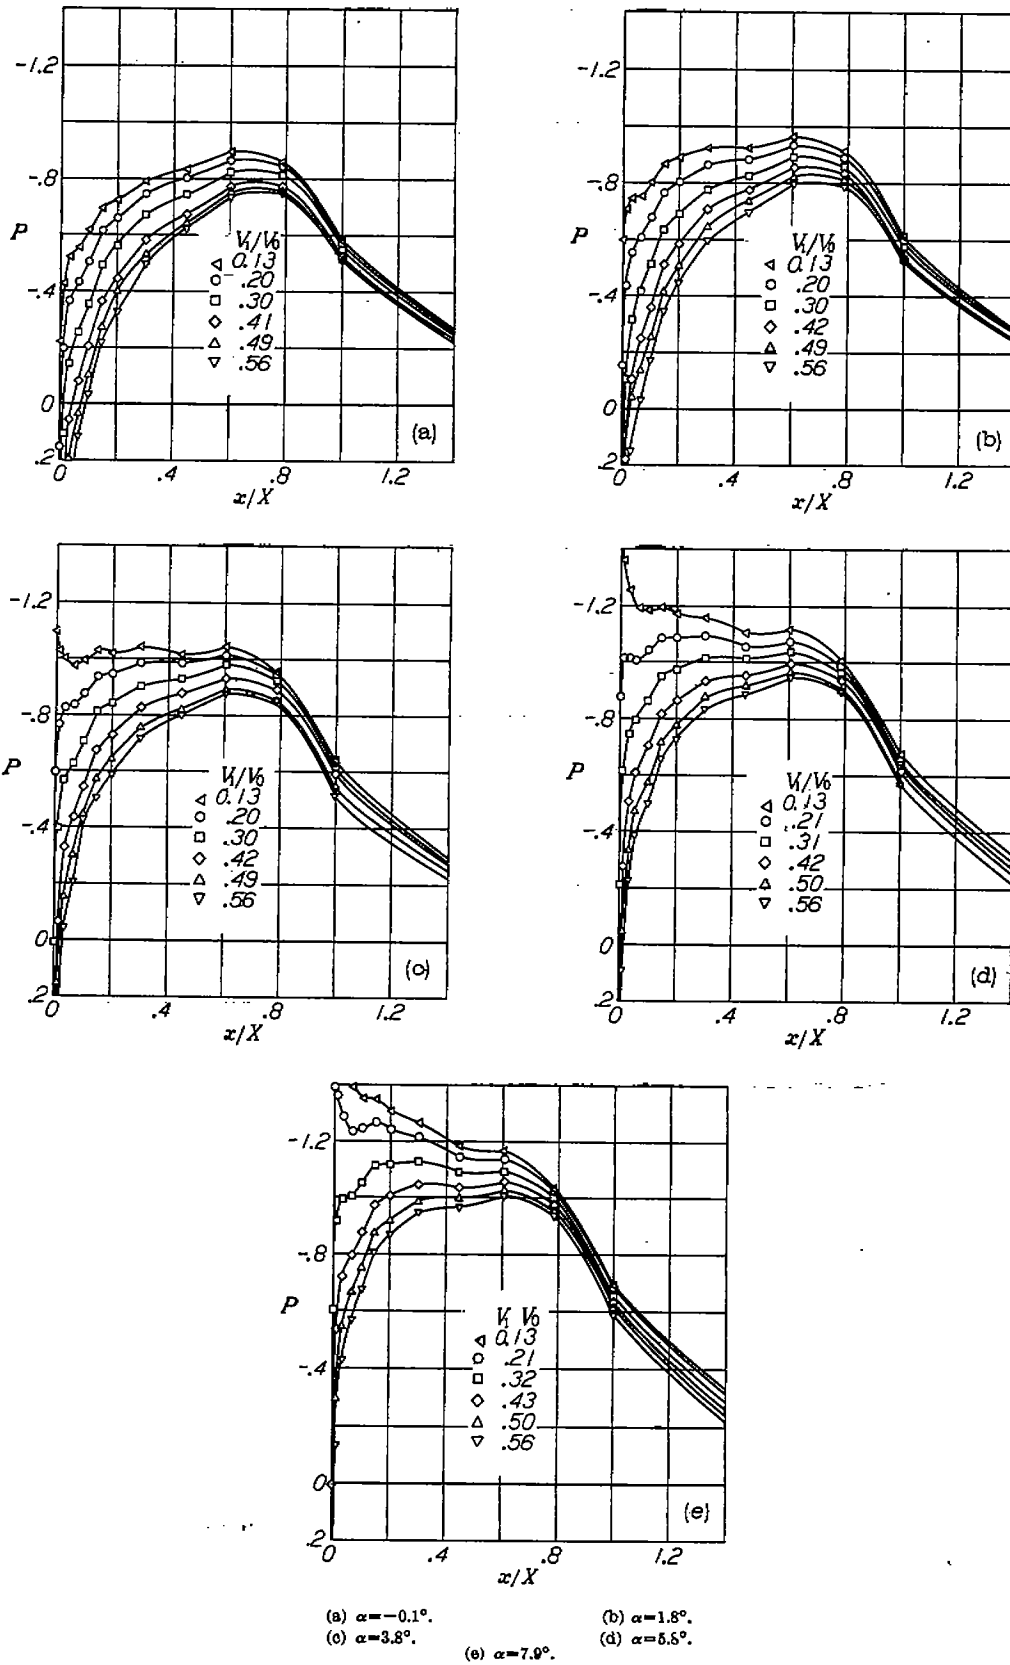 -1.2
-.8
P
-.4
0
.2
V₁/V₀
0.13
.20
.30
.41
.49
.56
(a)
0 .4 .8 1.2
x/X
-1.2
-.8
P
-.4
0
.2
V₁/V₀
0.13
.20
.30
.42
.49
.56
(b)
0 .4 .8 1.2
x/X
-1.2
-.8
P
-.4
0
.2
V₁/V₀
0.13
.20
.30
.42
.49
.56
(c)
0 .4 .8 1.2
x/X
-1.2
-.8
P
-.4
0
.2
V₁/V₀
0.13
.21
.31
.42
.50
.56
(d)
0 .4 .8 1.2
x/X
-1.2
-.8
P
-.4
0
.2
V₁ V₀
0.13
.21
.32
.43
.50
.56
(e)
0 .4 .8 1.2
x/X
(a) α=-0.1°. (b) α=1.8°.
(c) α=3.8°. (d)
(e) α=7.9°.